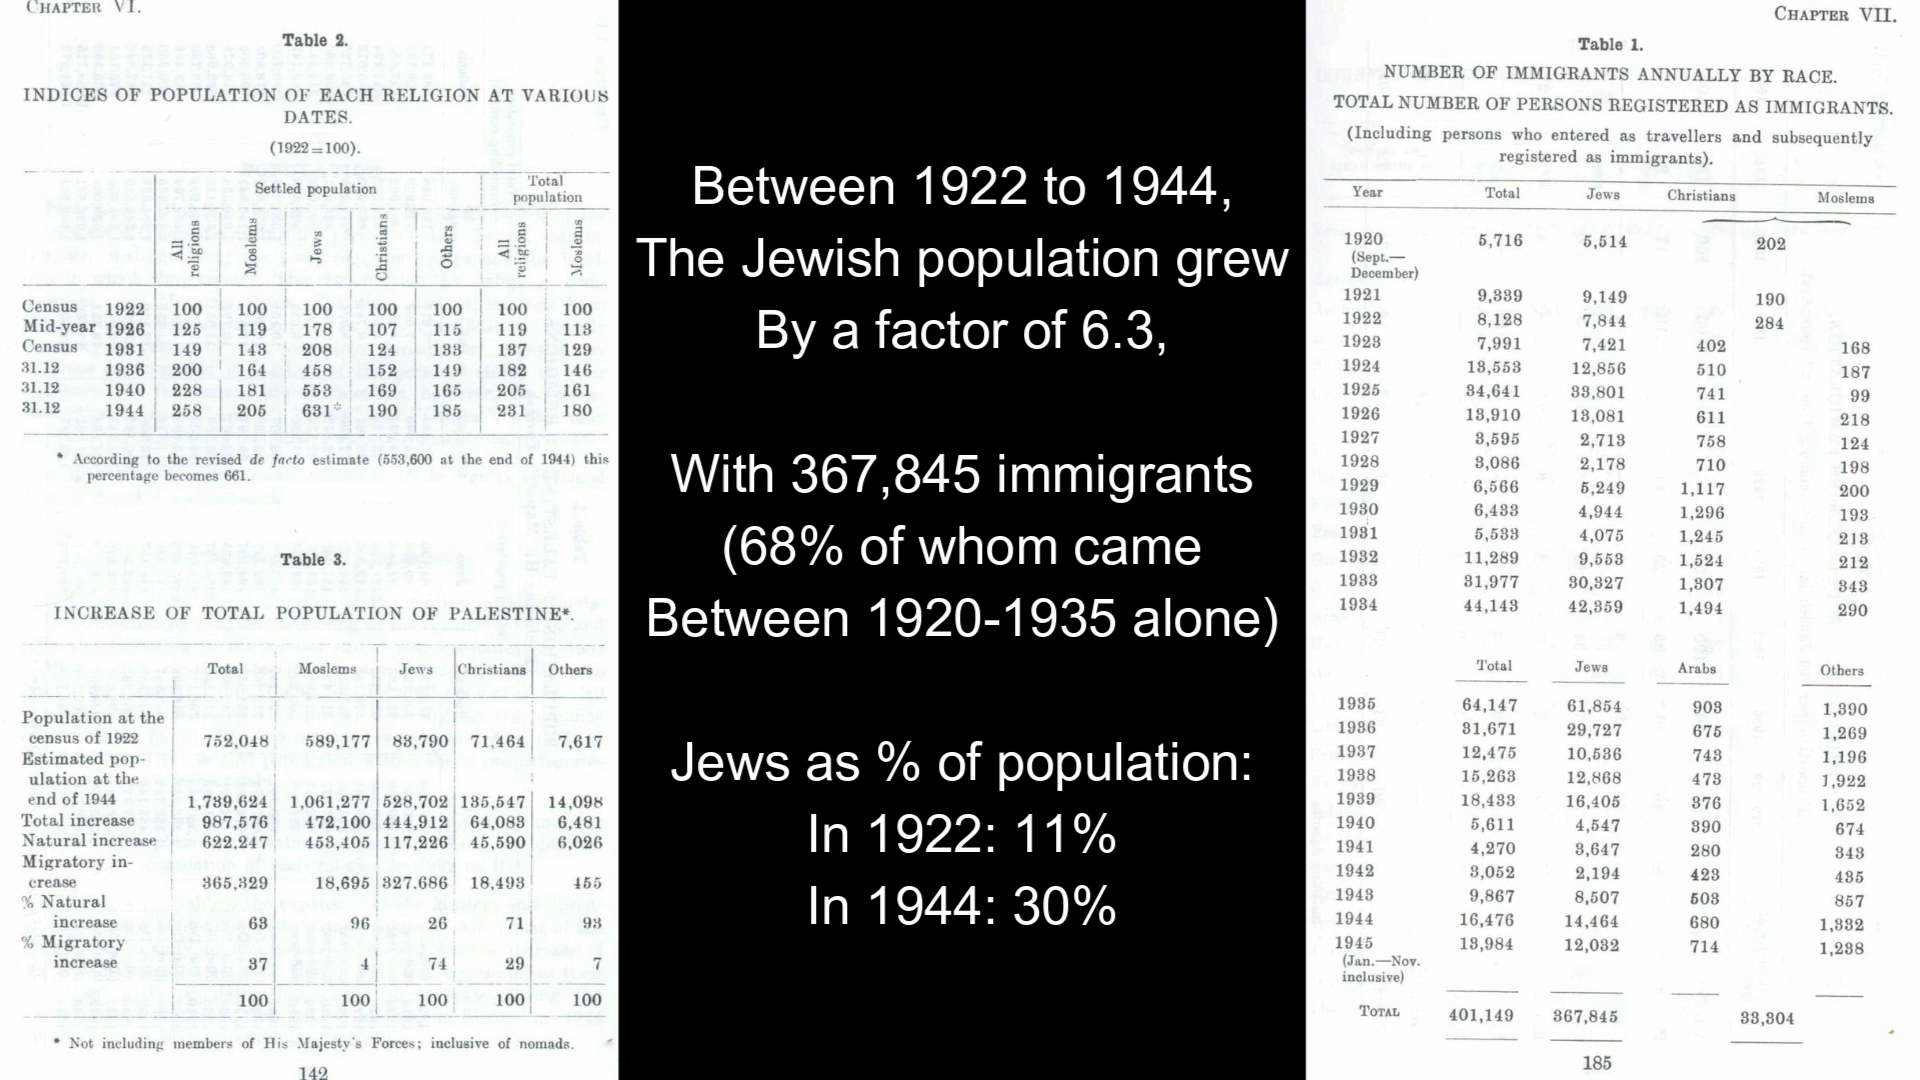 CHAPTER VI.
Table 2.
INDICES OF POPULATION OF EACH RELIGION AT VARIOUS
DATES.
(1922=100).
Settled population
Total
population
All
religions
Moslems
Jews
Christians
Others
All
religions
Moslems
Census 1922 100 100 100 100 100 100 100
Mid-year 1926 125 119 178 107 115 119 113
Census 1931 149 143 208 124 133 137 129
31.12 1936 200 164 458 152 149 182 146
31.12 1940 228 181 553 169 165 205 161
31.12 1944 258 205 631* 190 185 231 180
* According to the revised de facto estimate (553,600 at the end of 1944) this
percentage becomes 661.
Table 3.
INCREASE OF TOTAL POPULATION OF PALESTINE*.
Total Moslems Jews Christians Others
Population at the
census of 1922 752,048 589,177 83,790 71,464 7,617
Estimated pop-
ulation at the
end of 1944 1,739,624 1,061,277 528,702 135,547 14,098
Total increase 987,576 472,100 444,912 64,083 6,481
Natural increase 622,247 453,405 117,226 45,590 6,026
Migratory in-
crease 365,329 18,695 327.686 18,493 455
% Natural
increase 63 96 26 71 93
% Migratory
increase 37 4 74 29 7
100 100 100 100 100
* Not including members of His Majesty's Forces; inclusive of nomads.
142
Between 1922 to 1944,
The Jewish population grew
By a factor of 6.3,
With 367,845 immigrants
(68% of whom came
Between 1920-1935 alone)
Jews as % of population:
In 1922: 11%
In 1944: 30%
CHAPTER VII.
Table 1.
NUMBER OF IMMIGRANTS ANNUALLY BY RACE.
TOTAL NUMBER OF PERSONS REGISTERED AS IMMIGRANTS.
(Including persons who entered as travellers and subsequently
registered as immigrants).
Year Total Jews Christians Moslems
1920 5,716 5,514 202
(Sept.—
December)
1921 9,339 9,149 190
1922 8,128 7,844 284
1923 7,991 7,421 402 168
1924 13,553 12,856 510 187
1925 34,641 33,801 741 99
1926 13,910 13,081 611 218
1927 3,595 2,713 758 124
1928 3,086 2,178 710 198
1929 6,566 5,249 1,117 200
1930 6,433 4,944 1,296 193
1931 5,533 4,075 1,245 213
1932 11,289 9,553 1,524 212
1933 31,977 30,327 1,307 343
1934 44,143 42,359 1,494 290
Total Jews Arabs Others
1935 64,147 61,854 903 1,390
1936 31,671 29,727 675 1,269
1937 12,475 10,536 743 1,196
1938 15,263 12,868 473 1,922
1939 18,433 16,405 376 1,652
1940 5,611 4,547 390 674
1941 4,270 3,647 280 343
1942 3,052 2,194 423 435
1943 9,867 8,507 503 857
1944 16,476 14,464 680 1,332
1945 13,984 12,032 714 1,238
(Jan.—Nov.
inclusive)
TOTAL 401,149 367,845 33,304
185